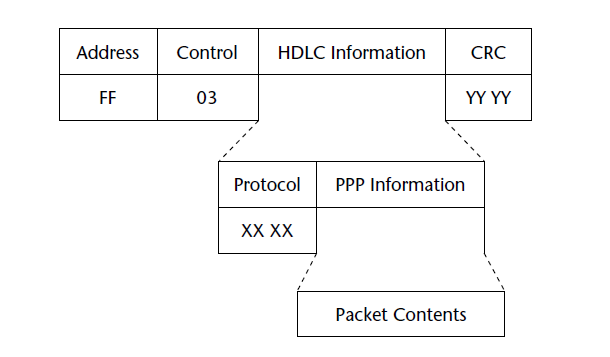 Address Control HDLC Information CRC
FF 03 YY YY
Protocol PPP Information
XX XX
Packet Contents